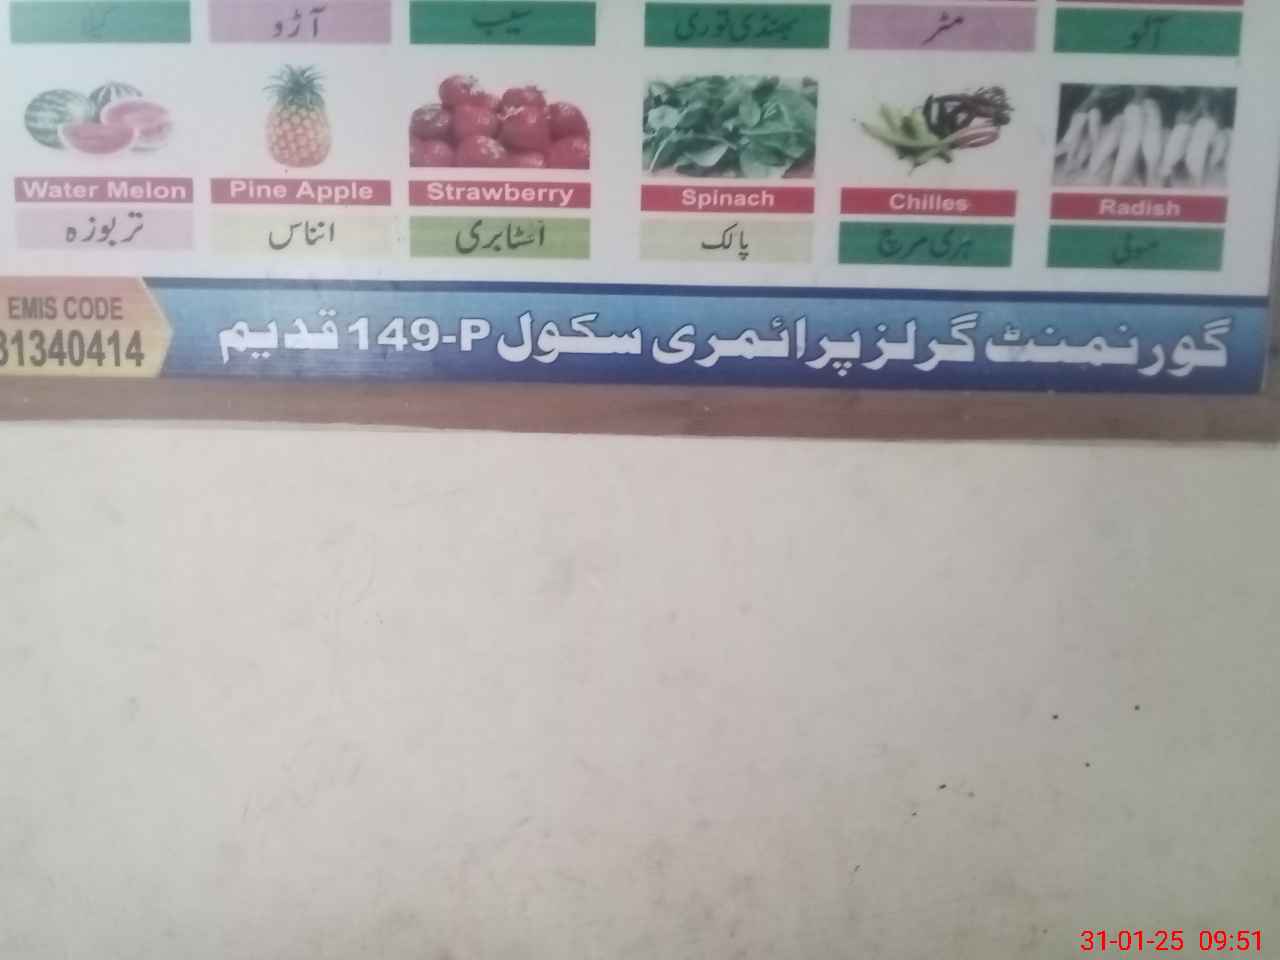 کیلا آڑو سیب بھنڈی توری مٹر آلو
Water Melon Pine Apple Strawberry Spinach Chilles Radish
تربوزہ انناس اسٹابری پالک ہری مرچ مولی
EMIS CODE
31340414
گورنمنٹ گرلز پرائمری سکول 149-P قدیم
31-01-25 09:51